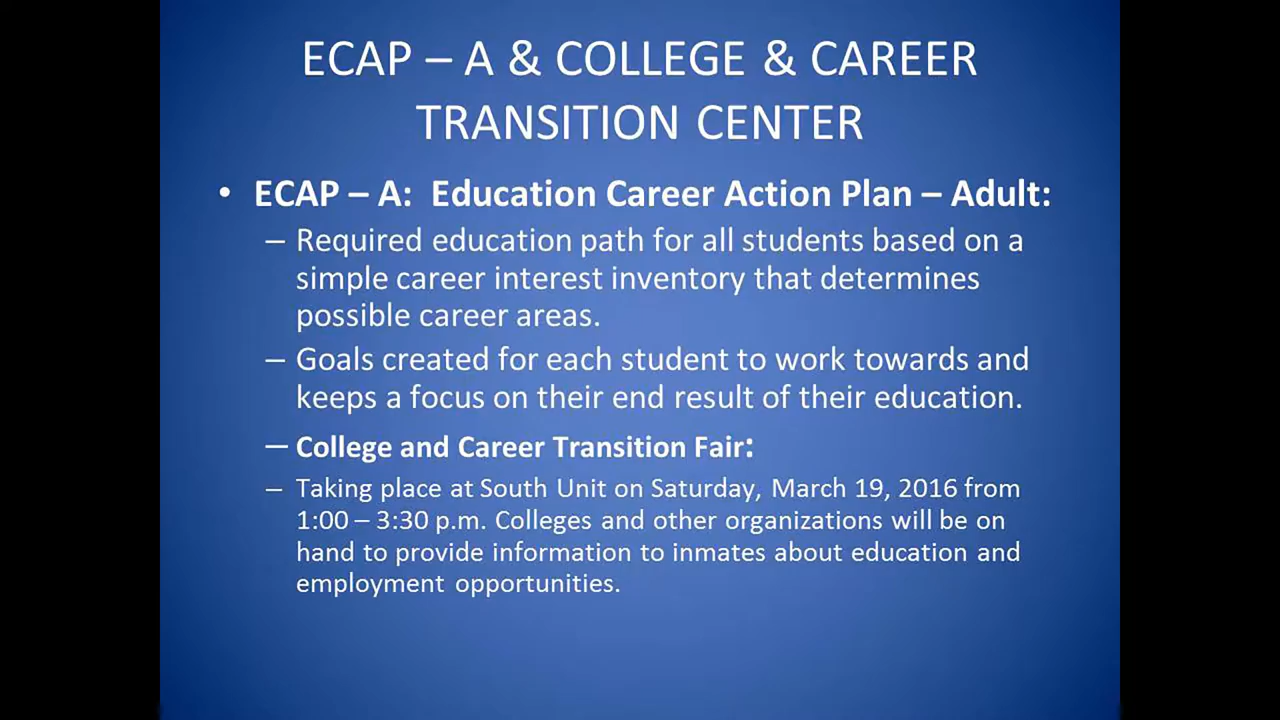 ECAP – A & COLLEGE & CAREER
TRANSITION CENTER
• ECAP – A: Education Career Action Plan – Adult:
– Required education path for all students based on a
simple career interest inventory that determines
possible career areas.
– Goals created for each student to work towards and
keeps a focus on their end result of their education.
– College and Career Transition Fair:
– Taking place at South Unit on Saturday, March 19, 2016 from
1:00 – 3:30 p.m. Colleges and other organizations will be on
hand to provide information to inmates about education and
employment opportunities.